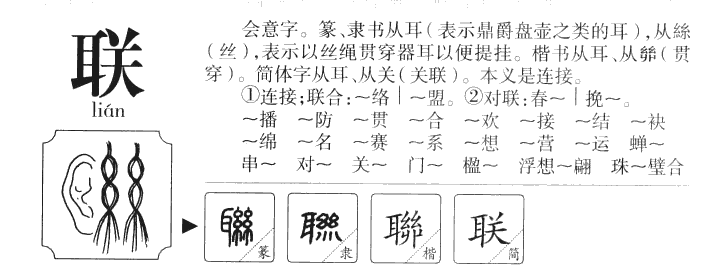 联
lián
会意字。篆、隶书从耳(表示鼎爵盘壶之类的耳),从絲
(丝),表示以丝绳贯穿器耳以便提挂。楷书从耳、从𢇇(贯
穿)。简体字从耳、从关(关联)。本义是连接。
①连接;联合:~络│~盟。②对联:春~│挽~。
~播 ~防 ~贯 ~合 ~欢 ~接 ~结 ~袂
~绵 ~名 ~赛 ~系 ~想 ~营 ~运 蝉~
串~ 对~ 关~ 门~ 楹~ 浮想~翩 珠~璧合
聯 篆
聯 隶
聯 楷
联 简